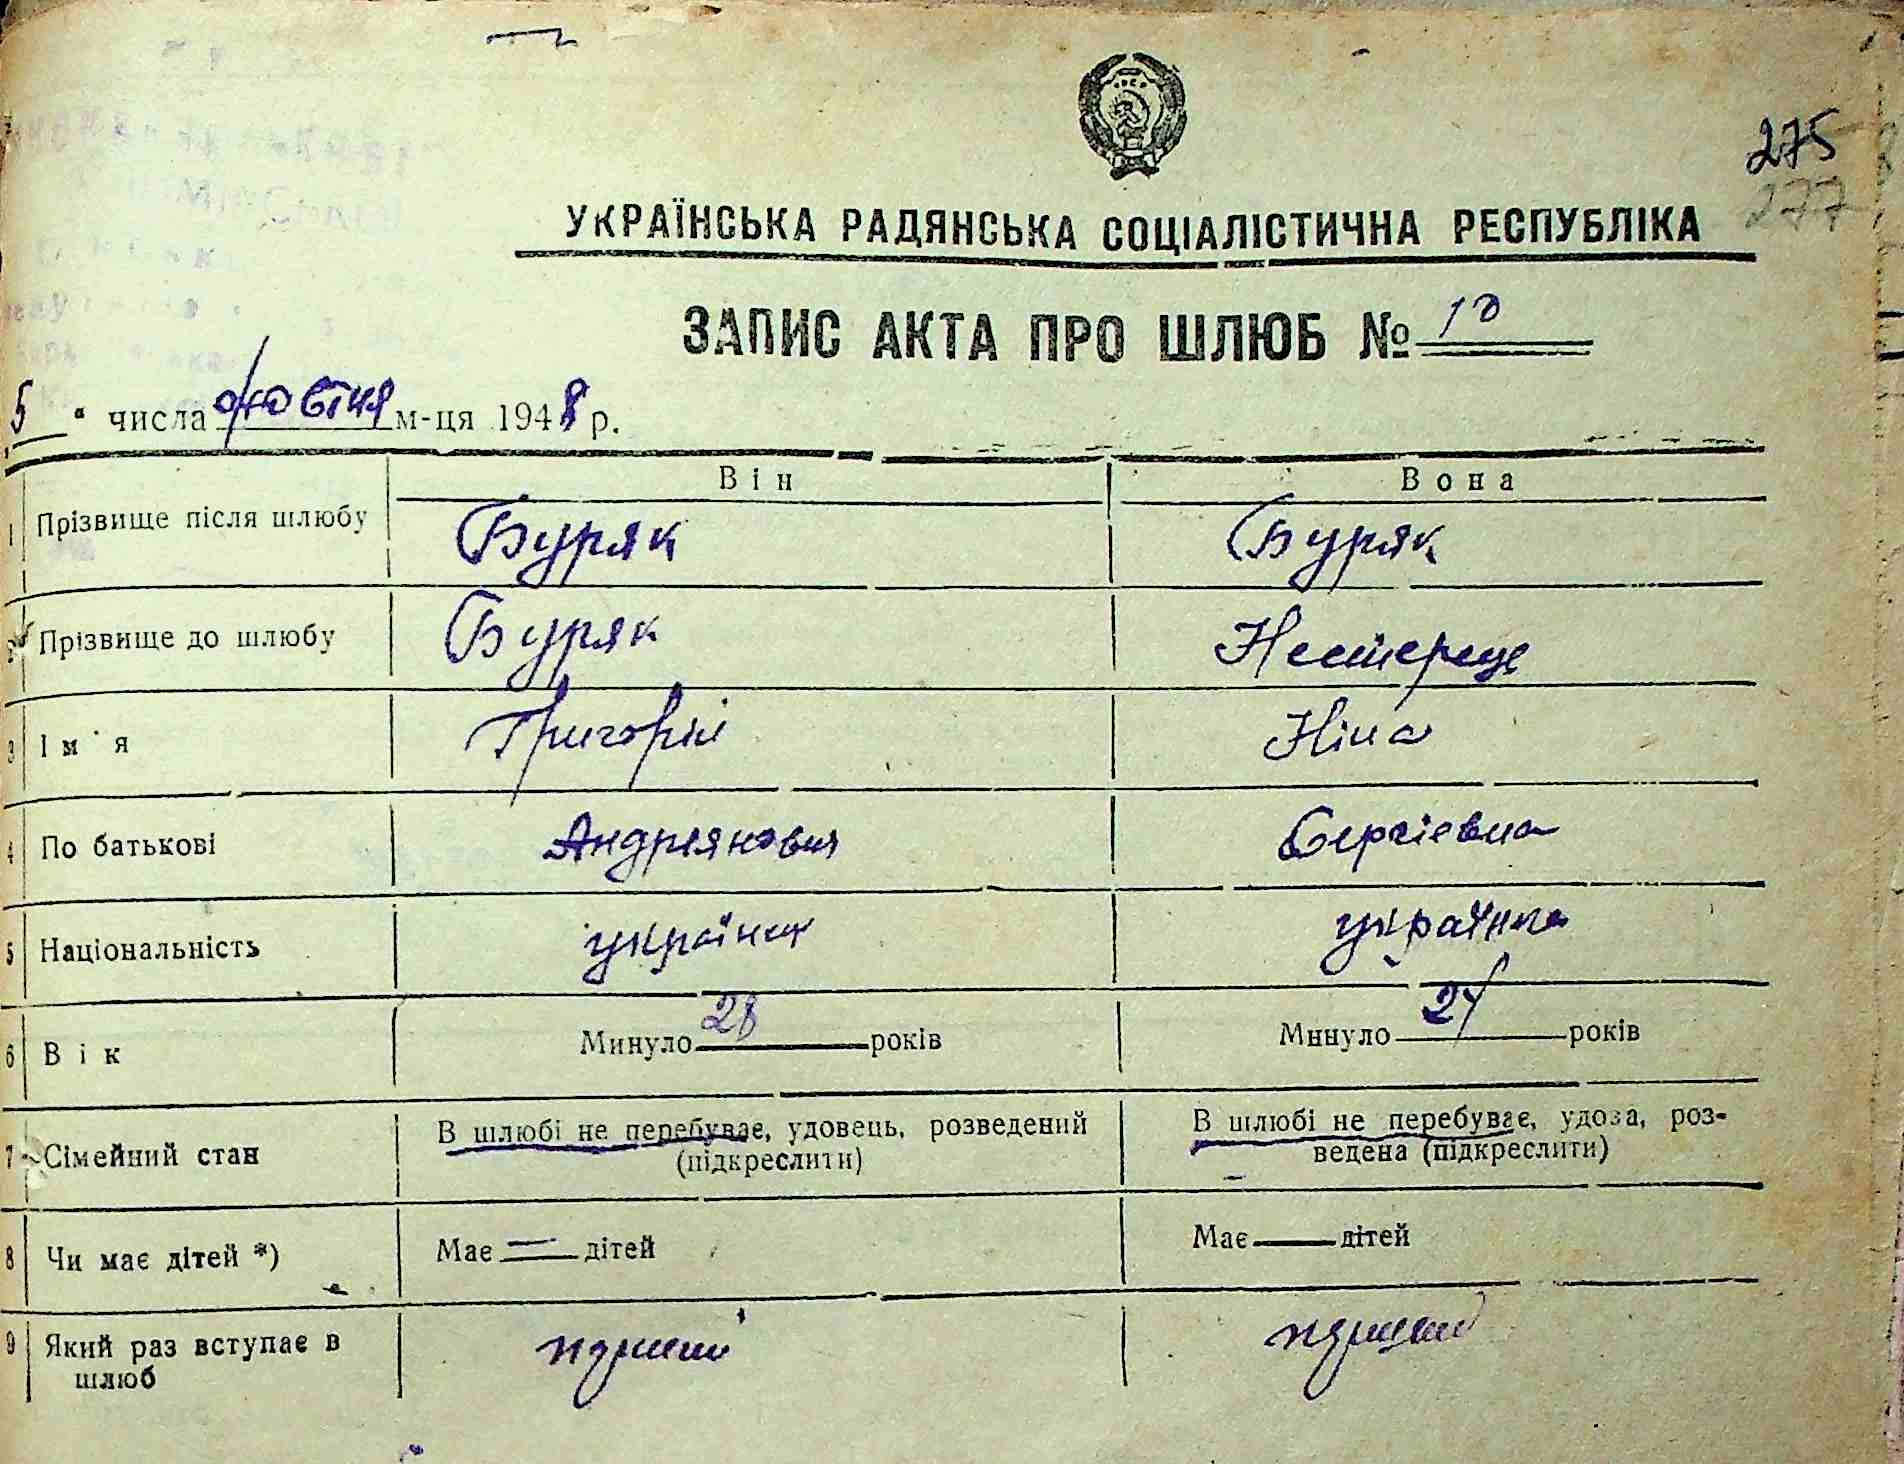 275
277
УКРАЇНСЬКА РАДЯНСЬКА СОЦІАЛІСТИЧНА РЕСПУБЛІКА
ЗАПИС АКТА ПРО ШЛЮБ № 10
5 " числа жовтня м-ця 1948 р.
Він Вона
1 Прізвище після шлюбу Буряк Буряк
2 Прізвище до шлюбу Буряк
3 Ім'я Григорій Ніна
4 По батькові Андріянович Сергієвна
5 Національність українец українка
6 Вік Минуло 28 років Минуло 24 років
7 Сімейний стан В шлюбі не перебуває, удовець, розведений В шлюбі не перебуває, удова, роз-
(підкреслити) ведена (підкреслити)
8 Чи має дітей *) Має — дітей Має — дітей
9 Який раз вступає в перший перший
шлюб